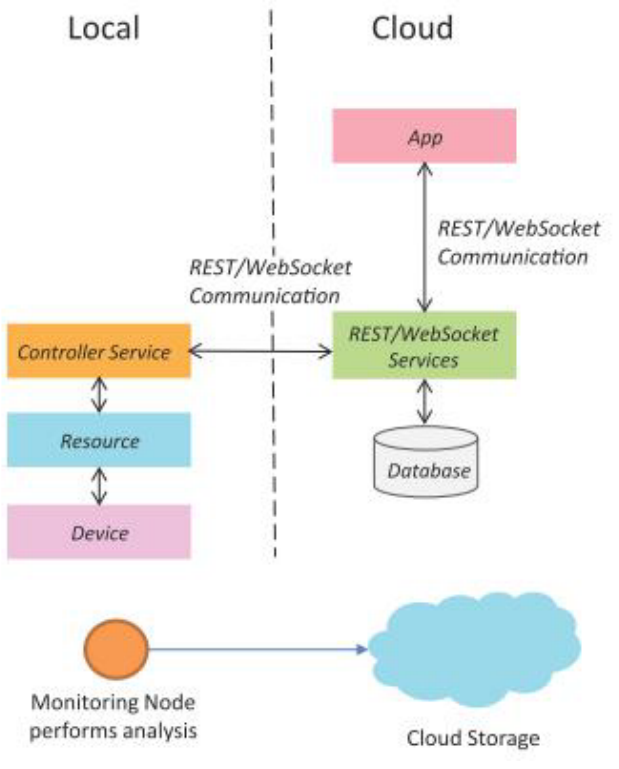 Local
Cloud
App
REST/WebSocket
Communication
REST/WebSocket
Communication
Controller Service
REST/WebSocket
Services
Resource
Database
Device
Monitoring Node
performs analysis
Cloud Storage